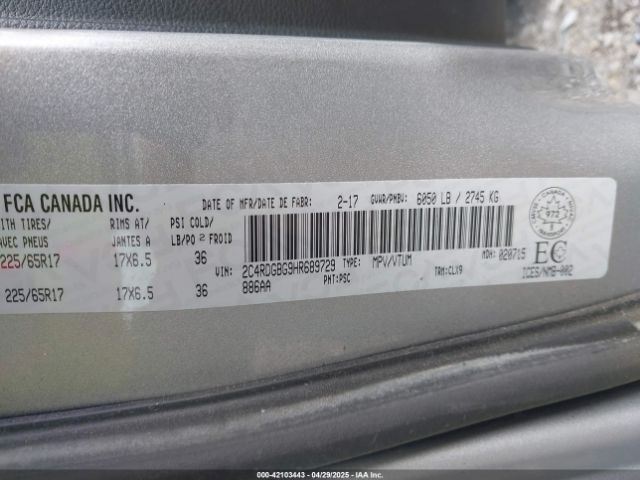 FCA CANADA INC.
DATE OF MFR/DATE DE FABR: 2-17 GVWR/PNBV: 6050 LB / 2745 KG
ITH TIRES/ RIMS AT/ PSI COLD/
AVEC PNEUS JANTES A LB/PO2 FROID
225/65R17 17X6.5 36
VIN: 2C4RDGBG9HR689729 TYPE: MPV/VTUM MDH: 020715
225/65R17 17X6.5 36
886AA PNT: PSC TRM: CLX9
CANADA
972
EC
ICES/NMB-002
000-42103443 - 04/29/2025 - IAA Inc.